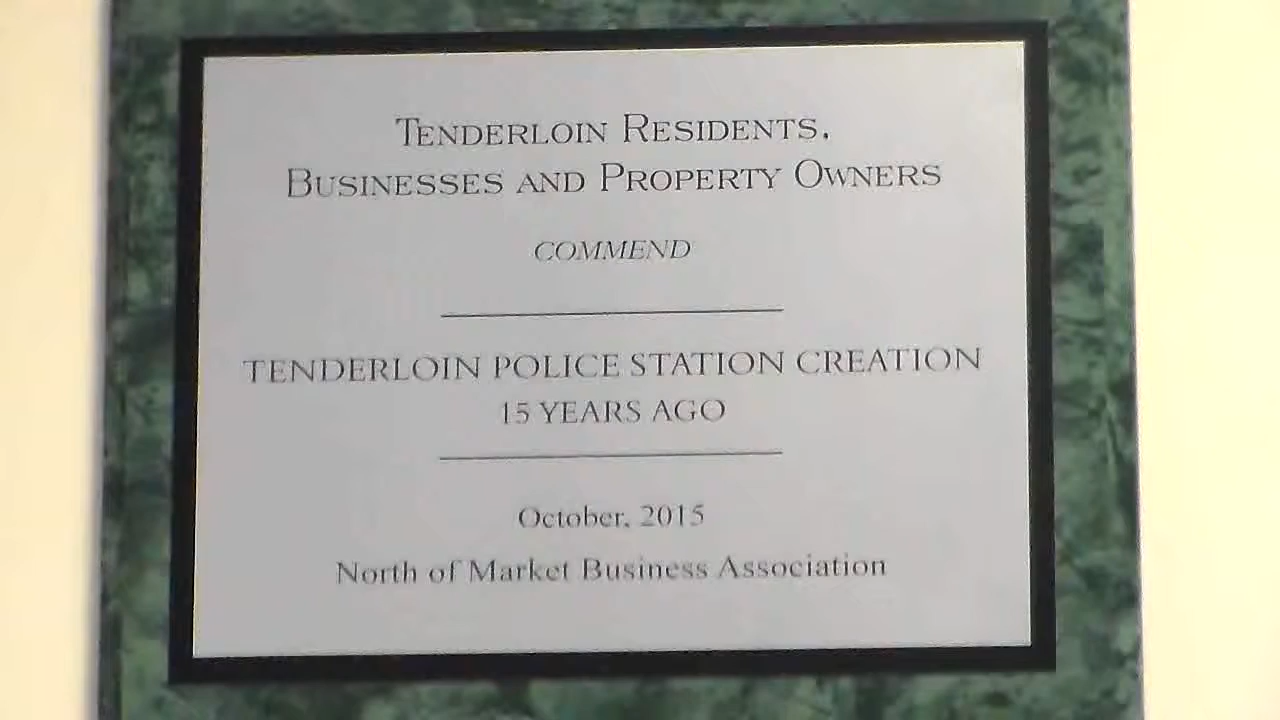 TENDERLOIN RESIDENTS,
BUSINESSES AND PROPERTY OWNERS
COMMEND
TENDERLOIN POLICE STATION CREATION
15 YEARS AGO
October, 2015
North of Market Business Association